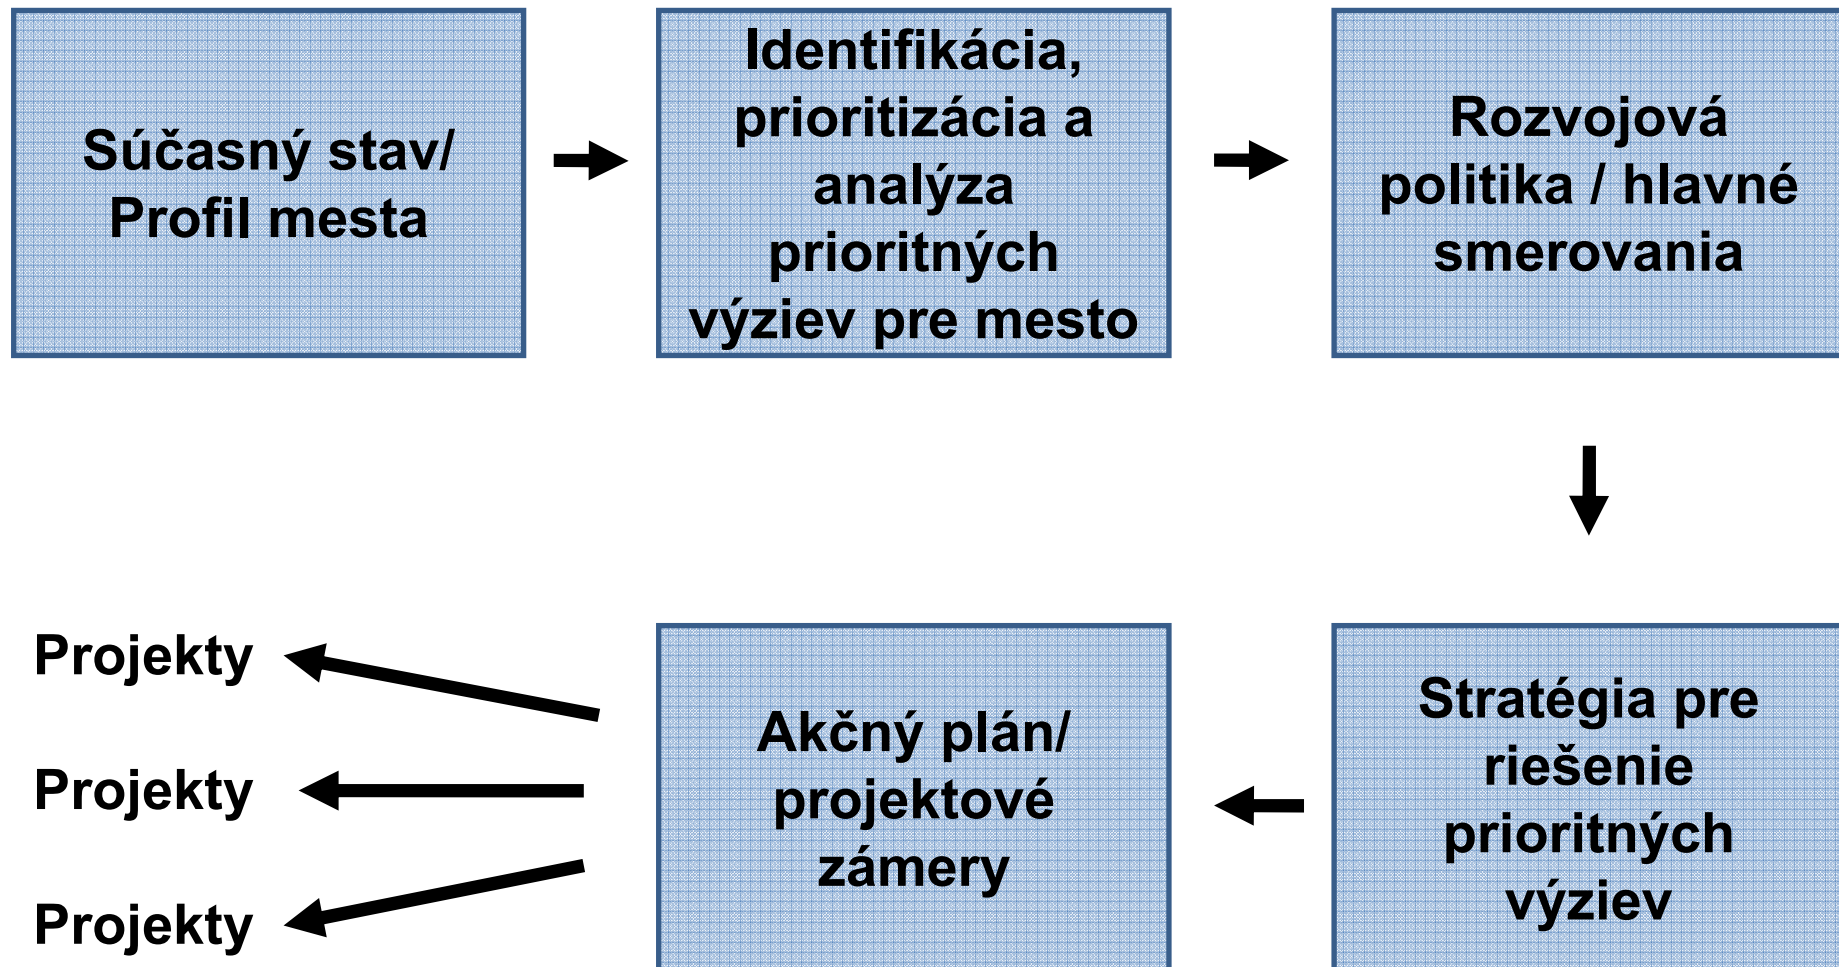 Súčasný stav/
Profil mesta
Identifikácia,
prioritizácia a
analýza
prioritných
výziev pre mesto
Rozvojová
politika / hlavné
smerovania
Stratégia pre
riešenie
prioritných
výziev
Akčný plán/
projektové
zámery
Projekty
Projekty
Projekty